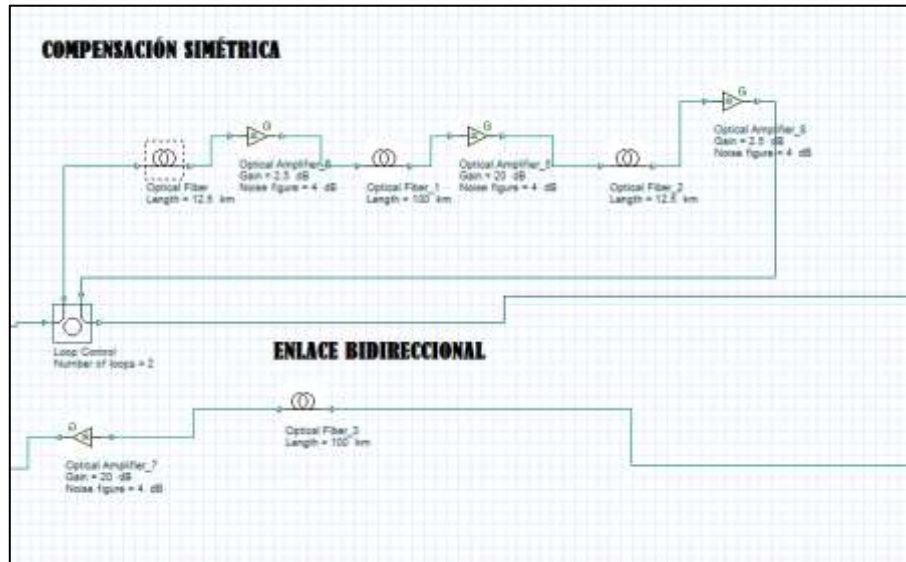 COMPENSACIÓN SIMÉTRICA
G
Optical Amplifier_6
Gain = 2.5 dB
Noise figure = 4 dB
G
G
Optical Fiber
Length = 12.5 km
Optical Amplifier_8
Gain = 2.5 dB
Noise figure = 4 dB
Optical Fiber_1
Length = 100 km
Optical Amplifier_5
Gain = 20 dB
Noise figure = 4 dB
Optical Fiber_2
Length = 12.5 km
Loop Control
Number of loops = 2
ENLACE BIDIRECCIONAL
Optical Fiber_3
Length = 100 km
G
Optical Amplifier_7
Gain = 20 dB
Noise figure = 4 dB